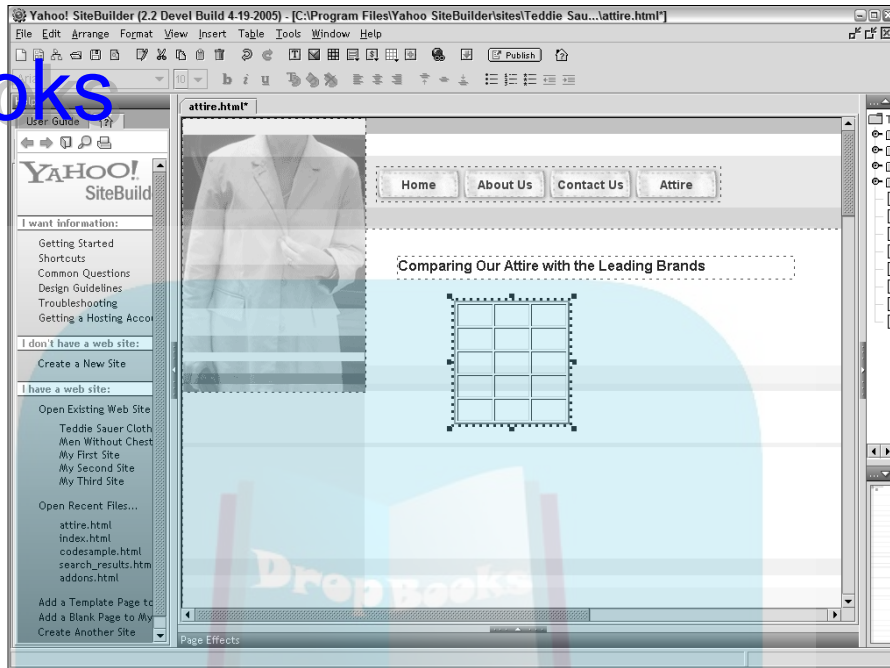 Yahoo! SiteBuilder (2.2 Devel Build 4-19-2005) - [C:\Program Files\Yahoo SiteBuilder\sites\Teddie Sau...\attire.html*]
File Edit Arrange Format View Insert Table Tools Window Help
Publish
10 b i u
oks
attire.html*
User Guide
YAHOO!
SiteBuild
I want information:
Getting Started
Shortcuts
Common Questions
Design Guidelines
Troubleshooting
Getting a Hosting Accou
I don't have a web site:
Create a New Site
I have a web site:
Open Existing Web Site
Teddie Sauer Cloth
Men Without Chest
My First Site
My Second Site
My Third Site
Open Recent Files...
attire.html
index.html
codesample.html
search_results.htm
addons.html
Add a Template Page to
Add a Blank Page to My
Create Another Site
Home About Us Contact Us Attire
Comparing Our Attire with the Leading Brands
Drop Books
Page Effects